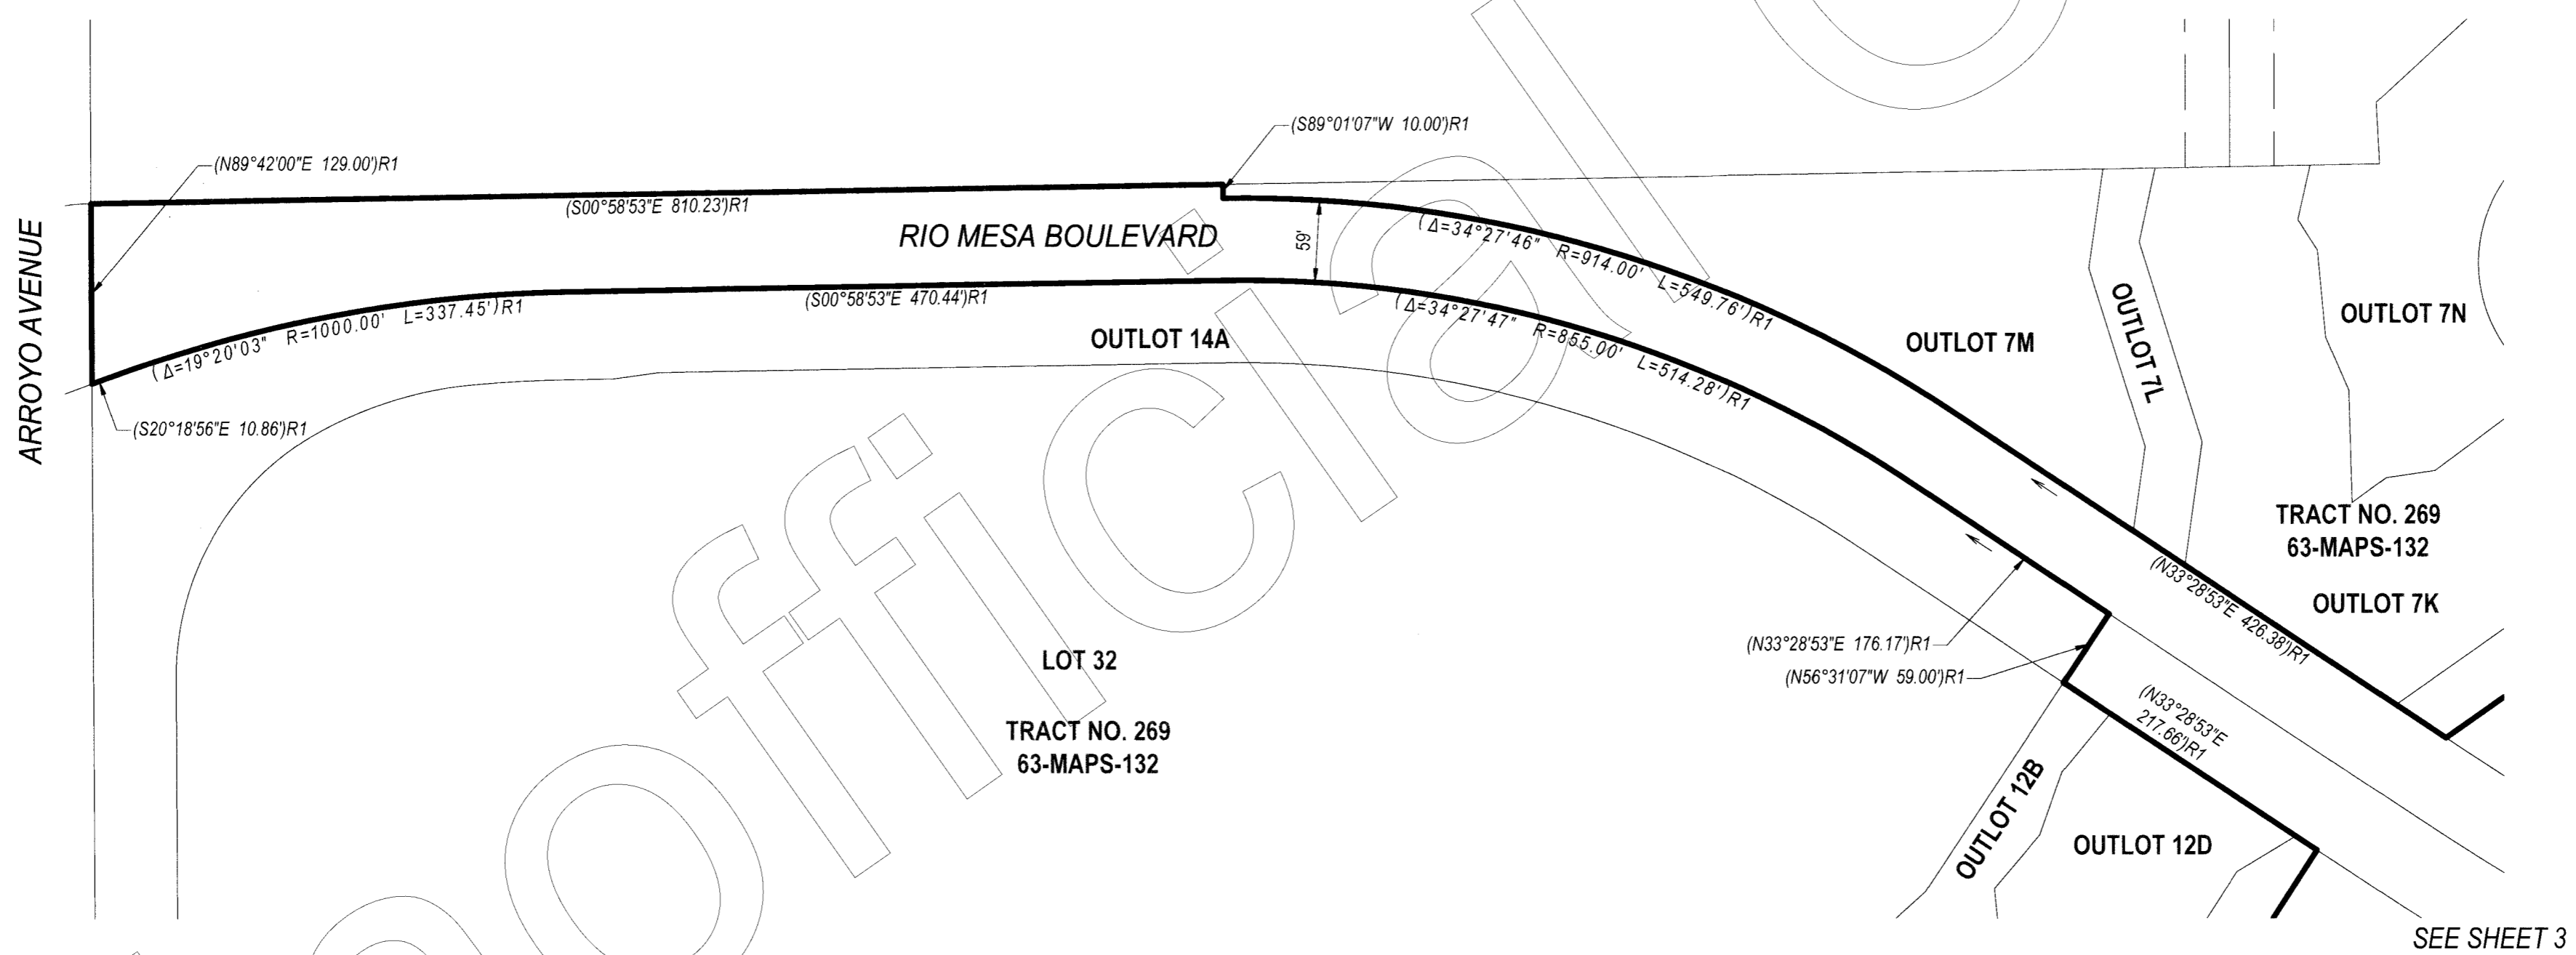 (S89°01'07"W 10.00')R1
(N89°42'00"E 129.00')R1
(S00°58'53"E 810.23')R1
RIO MESA BOULEVARD
59'
(Δ=34°27'46" R=914.00' L=549.76')R1
ARROYO AVENUE
(S00°58'53"E 470.44')R1
(Δ=19°20'03" R=1000.00' L=337.45')R1
OUTLOT 14A
(Δ=34°27'47" R=855.00' L=514.28')R1
OUTLOT 7M
OUTLOT 7L
OUTLOT 7N
(S20°18'56"E 10.86')R1
TRACT NO. 269
63-MAPS-132
(N33°28'53"E 426.38')R1
OUTLOT 7K
(N33°28'53"E 176.17')R1
(N56°31'07"W 59.00')R1
LOT 32
TRACT NO. 269
63-MAPS-132
(N33°28'53"E
217.66')R1
OUTLOT 12B
OUTLOT 12D
SEE SHEET 3